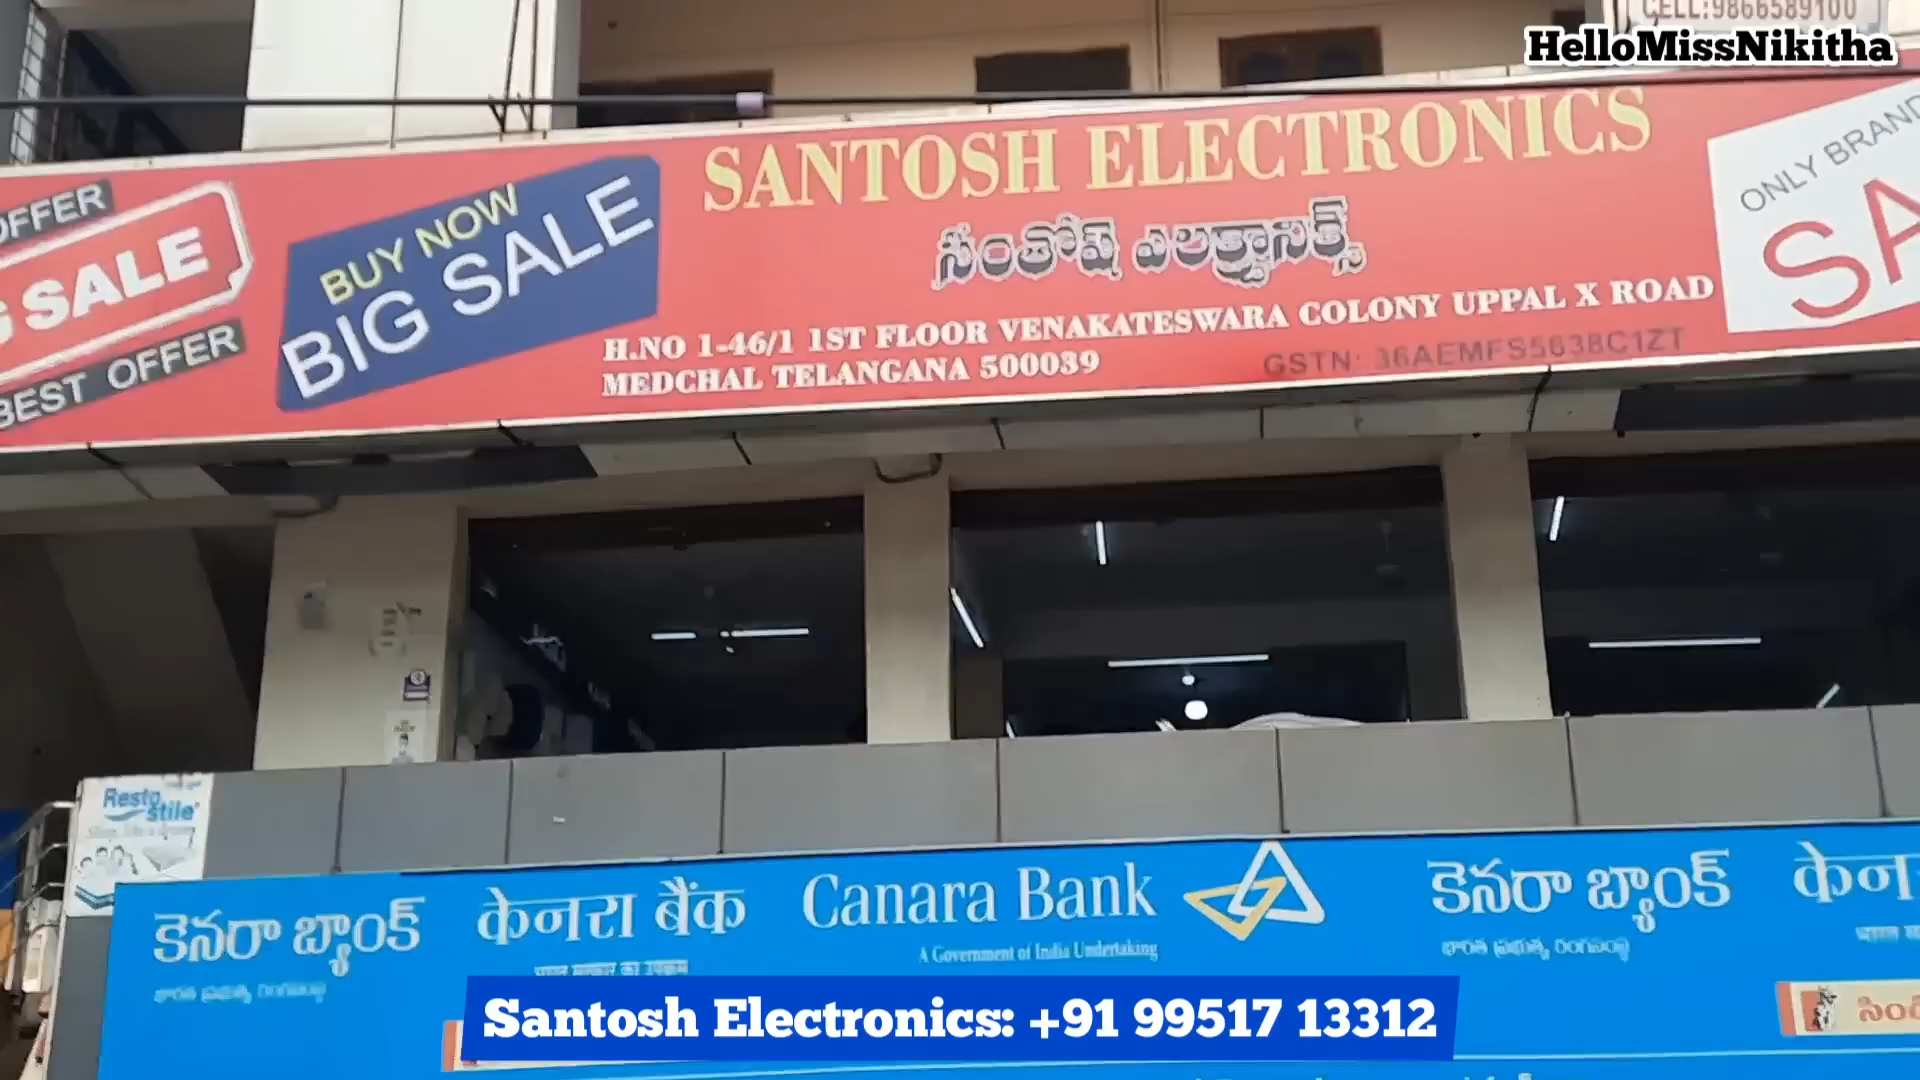 CELL:9866589100
HelloMissNikitha
OFFER
SALE
BEST OFFER
BUY NOW
BIG SALE
SANTOSH ELECTRONICS
సంతోష్ ఎలక్ట్రానిక్స్
H.NO 1-46/1 1ST FLOOR VENAKATESWARA COLONY UPPAL X ROAD
MEDCHAL TELANGANA 500039
GSTN: 36AEMFS5638C1ZT
ONLY BRAND
SA
Resto
stile
కెనరా బ్యాంక్
केनरा बैंक
Canara Bank
A Government of India Undertaking
కెనరా బ్యాంక్
Santosh Electronics: +91 99517 13312